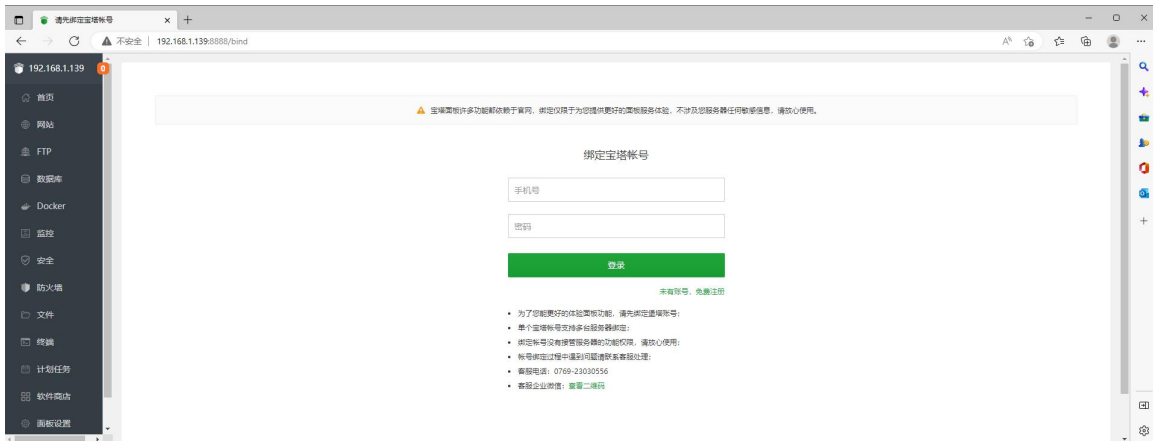 请先绑定宝塔帐号
不安全 | 192.168.1.139:8888/bind
192.168.1.139 0
首页
网站
FTP
数据库
Docker
监控
安全
防火墙
文件
终端
计划任务
软件商店
面板设置
宝塔面板许多功能都依赖于官网，绑定仅限于为您提供更好的面板服务体验，不涉及您服务器任何敏感信息，请放心使用。
绑定宝塔帐号
手机号
密码
登录
未有账号，免费注册
为了您能更好的体验面板功能，请先绑定堡塔账号；
单个宝塔帐号支持多台服务器绑定；
绑定帐号没有接管服务器的功能权限，请放心使用；
帐号绑定过程中遇到问题请联系客服处理；
客服电话：0769-23030556
客服企业微信：查看二维码